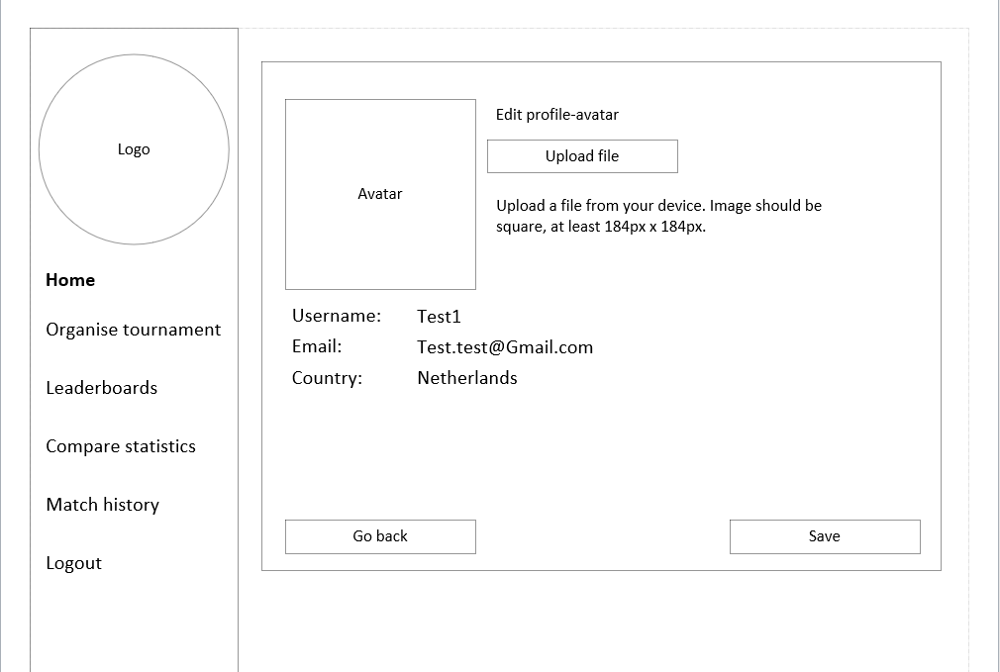 Logo
Home
Organise tournament
Leaderboards
Compare statistics
Match history
Logout
Avatar
Edit profile-avatar
Upload file
Upload a file from your device. Image should be
square, at least 184px x 184px.
Username: Test1
Email: Test.test@Gmail.com
Country: Netherlands
Go back
Save